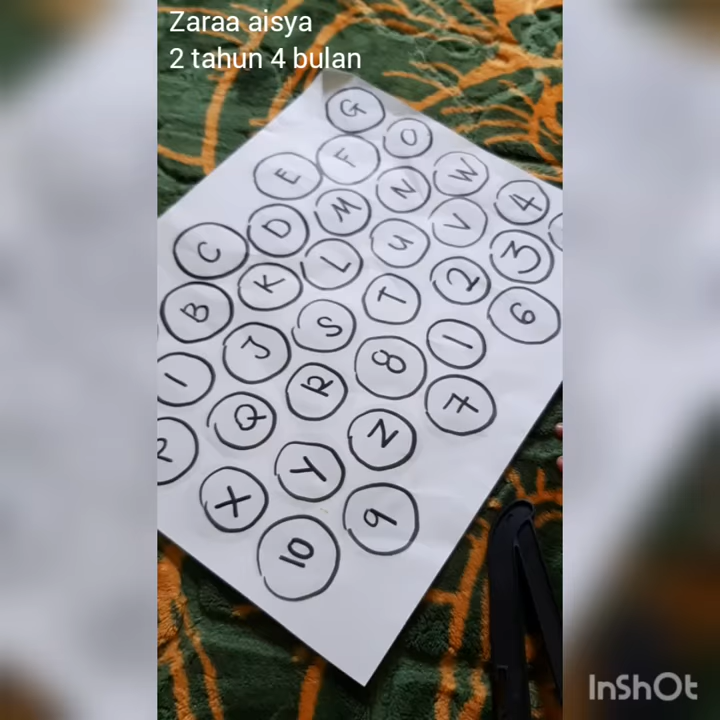 Zaraa aisya
2 tahun 4 bulan
G
F O
E M N W
C D L U V 4
B K S T 2 3
I J R 8 1 6
Q Y Z 7
X 10 9
InShOt